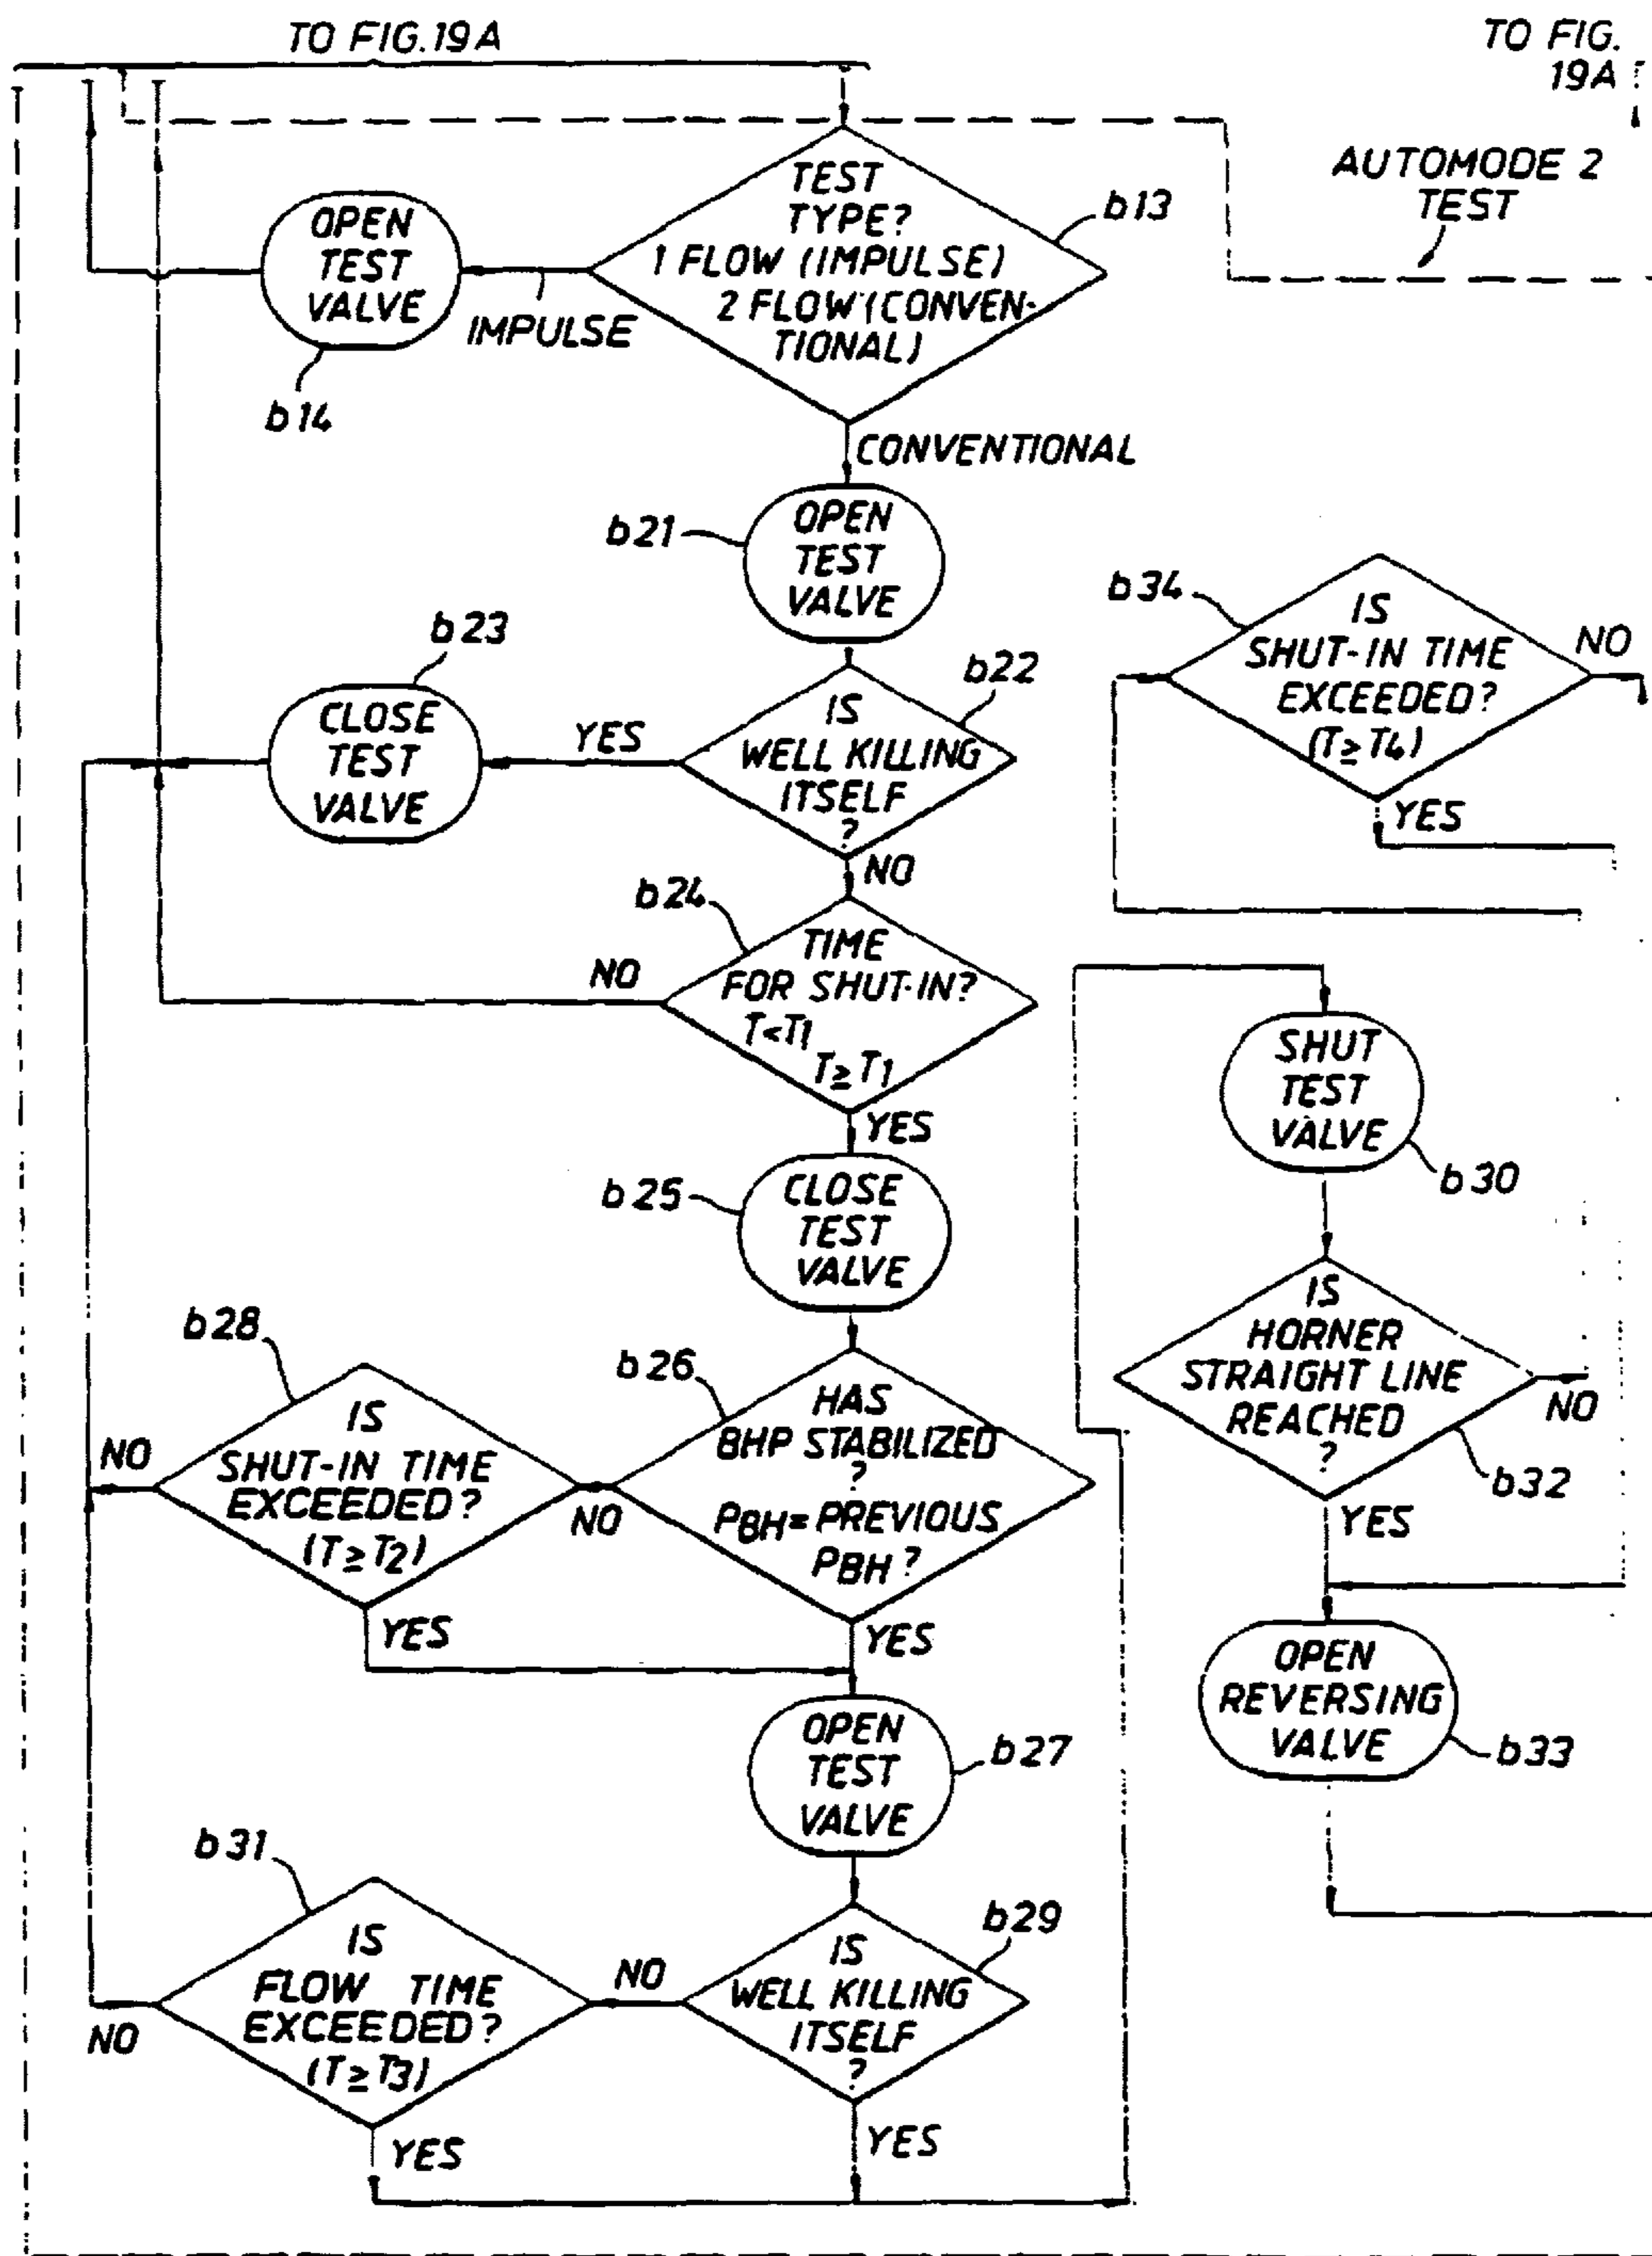 TO FIG. 19A
TO FIG.
19A
AUTOMODE 2
TEST
TEST
TYPE?
1 FLOW (IMPULSE)
2 FLOW (CONVEN-
TIONAL)
b13
OPEN
TEST
VALVE
IMPULSE
b14
CONVENTIONAL
b21
OPEN
TEST
VALVE
b34
IS
SHUT-IN TIME
EXCEEDED?
(T≥T4)
NO
YES
b23
CLOSE
TEST
VALVE
YES
b22
IS
WELL KILLING
ITSELF
?
NO
b24
TIME
FOR SHUT-IN?
T<T1
T≥T1
NO
YES
SHUT
TEST
VALVE
b30
b25
CLOSE
TEST
VALVE
IS
HORNER
STRAIGHT LINE
REACHED
?
NO
b32
YES
b28
IS
SHUT-IN TIME
EXCEEDED?
(T≥T2)
NO
YES
b26
HAS
BHP STABILIZED
?
PBH=PREVIOUS
PBH?
NO
YES
OPEN
REVERSING
VALVE
b33
OPEN
TEST
VALVE
b27
b31
IS
FLOW TIME
EXCEEDED?
(T≥T3)
NO
YES
b29
IS
WELL KILLING
ITSELF
?
NO
YES